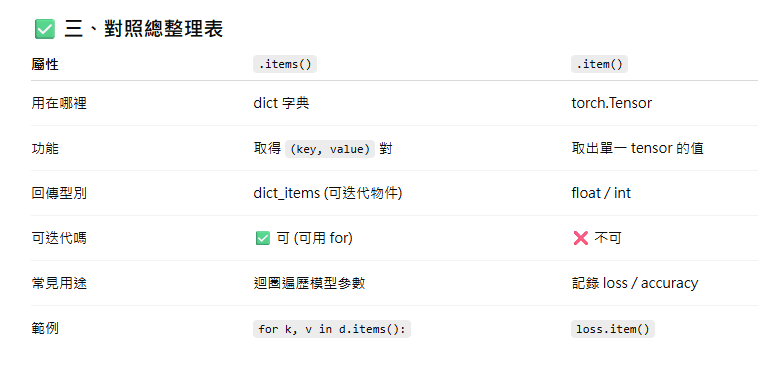 ✅ 三、對照總整理表
屬性 .items() .item()
用在哪裡 dict 字典 torch.Tensor
功能 取得 (key, value) 對 取出單一 tensor 的值
回傳型別 dict_items (可迭代物件) float / int
可迭代嗎 ✅ 可 (可用 for) ❌ 不可
常見用途 迴圈遍歷模型參數 記錄 loss / accuracy
範例 for k, v in d.items(): loss.item()